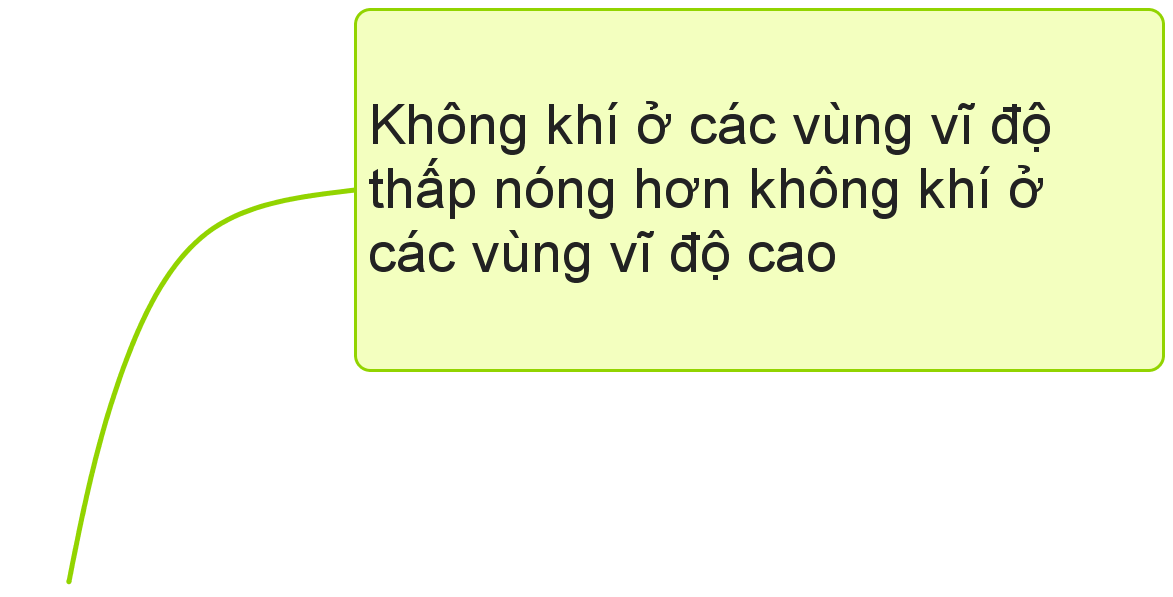 Không khí ở các vùng vĩ độ
thấp nóng hơn không khí ở
các vùng vĩ độ cao